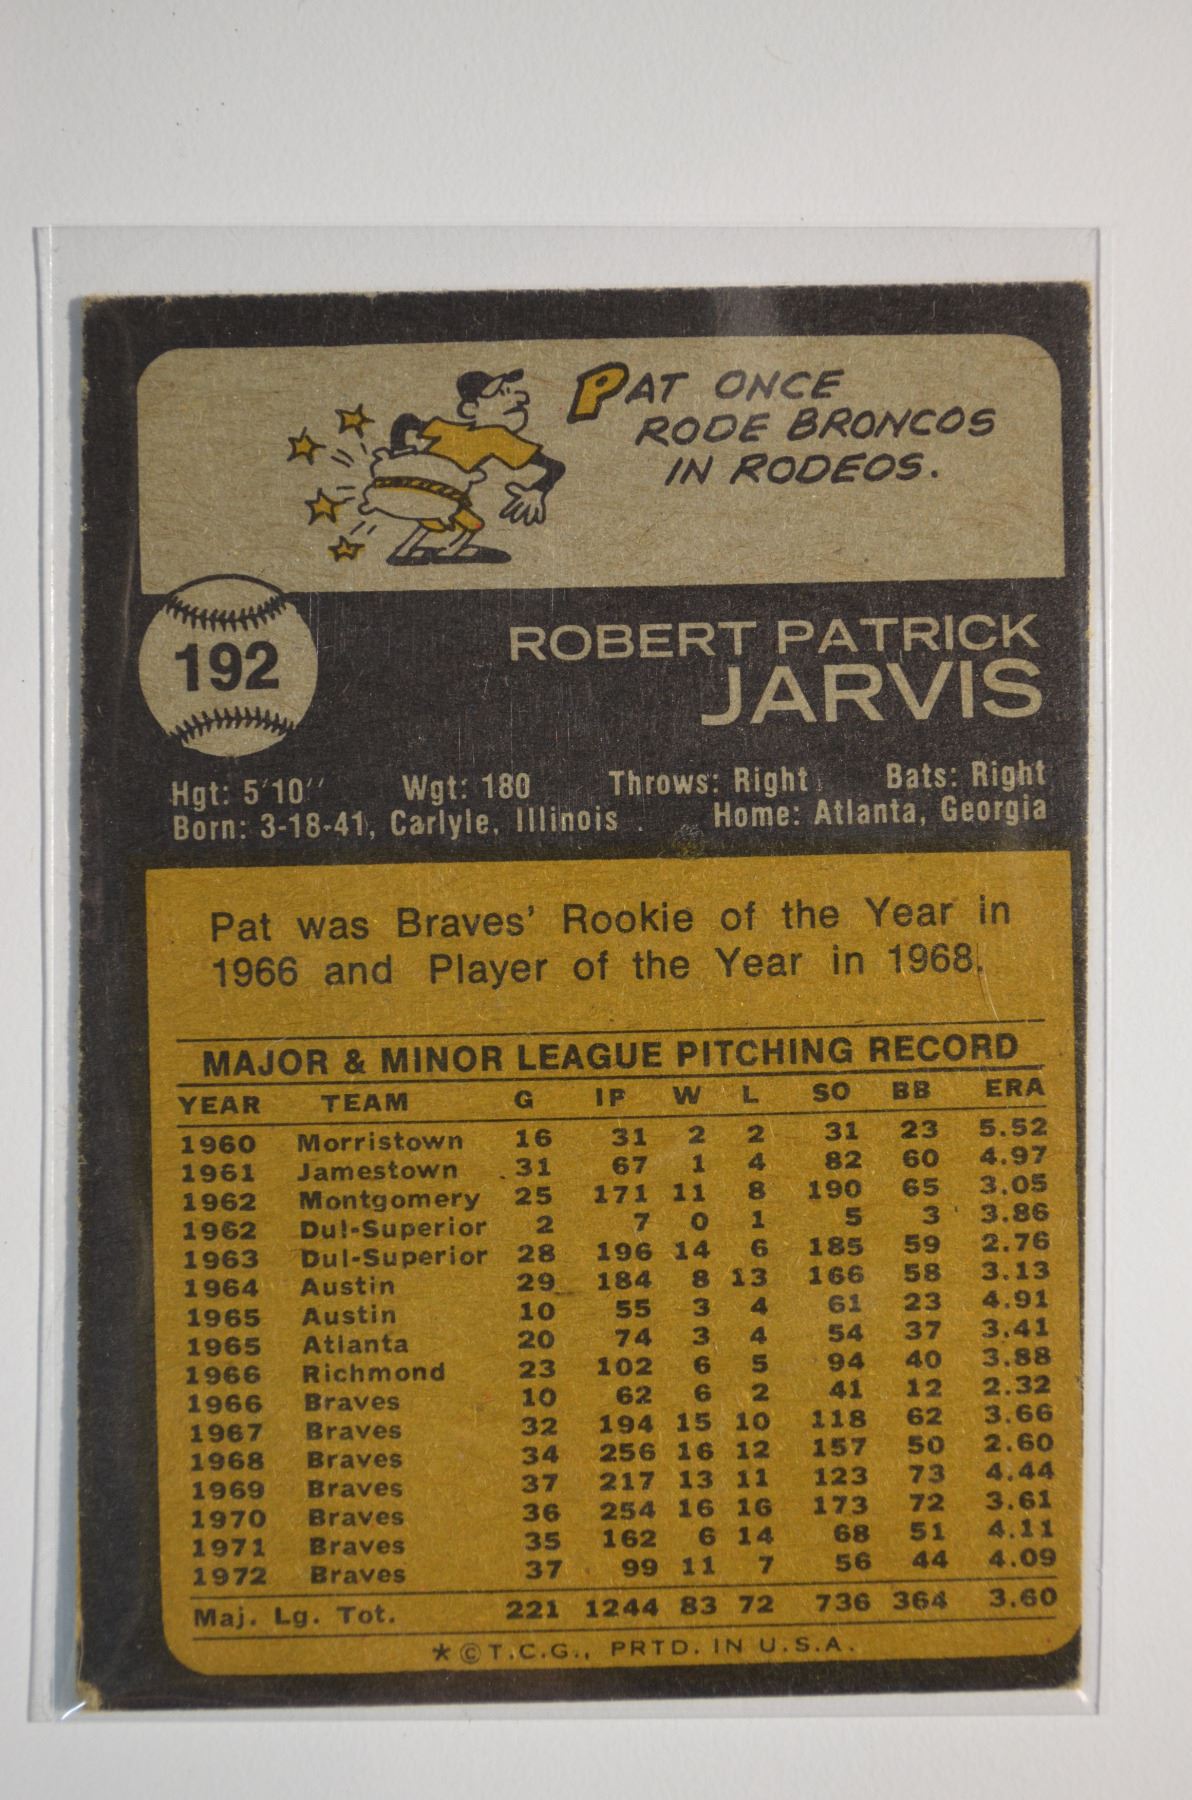 PAT ONCE
RODE BRONCOS
IN RODEOS.
192
ROBERT PATRICK
JARVIS
Hgt: 5'10'' Wgt: 180 Throws: Right Bats: Right
Born: 3-18-41, Carlyle, Illinois Home: Atlanta, Georgia
Pat was Braves' Rookie of the Year in
1966 and Player of the Year in 1968.
MAJOR & MINOR LEAGUE PITCHING RECORD
YEAR TEAM G IP W L SO BB ERA
1960 Morristown 16 31 2 2 31 23 5.52
1961 Jamestown 31 67 1 4 82 60 4.97
1962 Montgomery 25 171 11 8 190 65 3.05
1962 Dul-Superior 2 7 0 1 5 3 3.86
1963 Dul-Superior 28 196 14 6 185 59 2.76
1964 Austin 29 184 8 13 166 58 3.13
1965 Austin 10 55 3 4 61 23 4.91
1965 Atlanta 20 74 3 4 54 37 3.41
1966 Richmond 23 102 6 5 94 40 3.88
1966 Braves 10 62 6 2 41 12 2.32
1967 Braves 32 194 15 10 118 62 3.66
1968 Braves 34 256 16 12 157 50 2.60
1969 Braves 37 217 13 11 123 73 4.44
1970 Braves 36 254 16 16 173 72 3.61
1971 Braves 35 162 6 14 68 51 4.11
1972 Braves 37 99 11 7 56 44 4.09
Maj. Lg. Tot. 221 1244 83 72 736 364 3.60
* © T.C.G., PRTD. IN U.S.A.